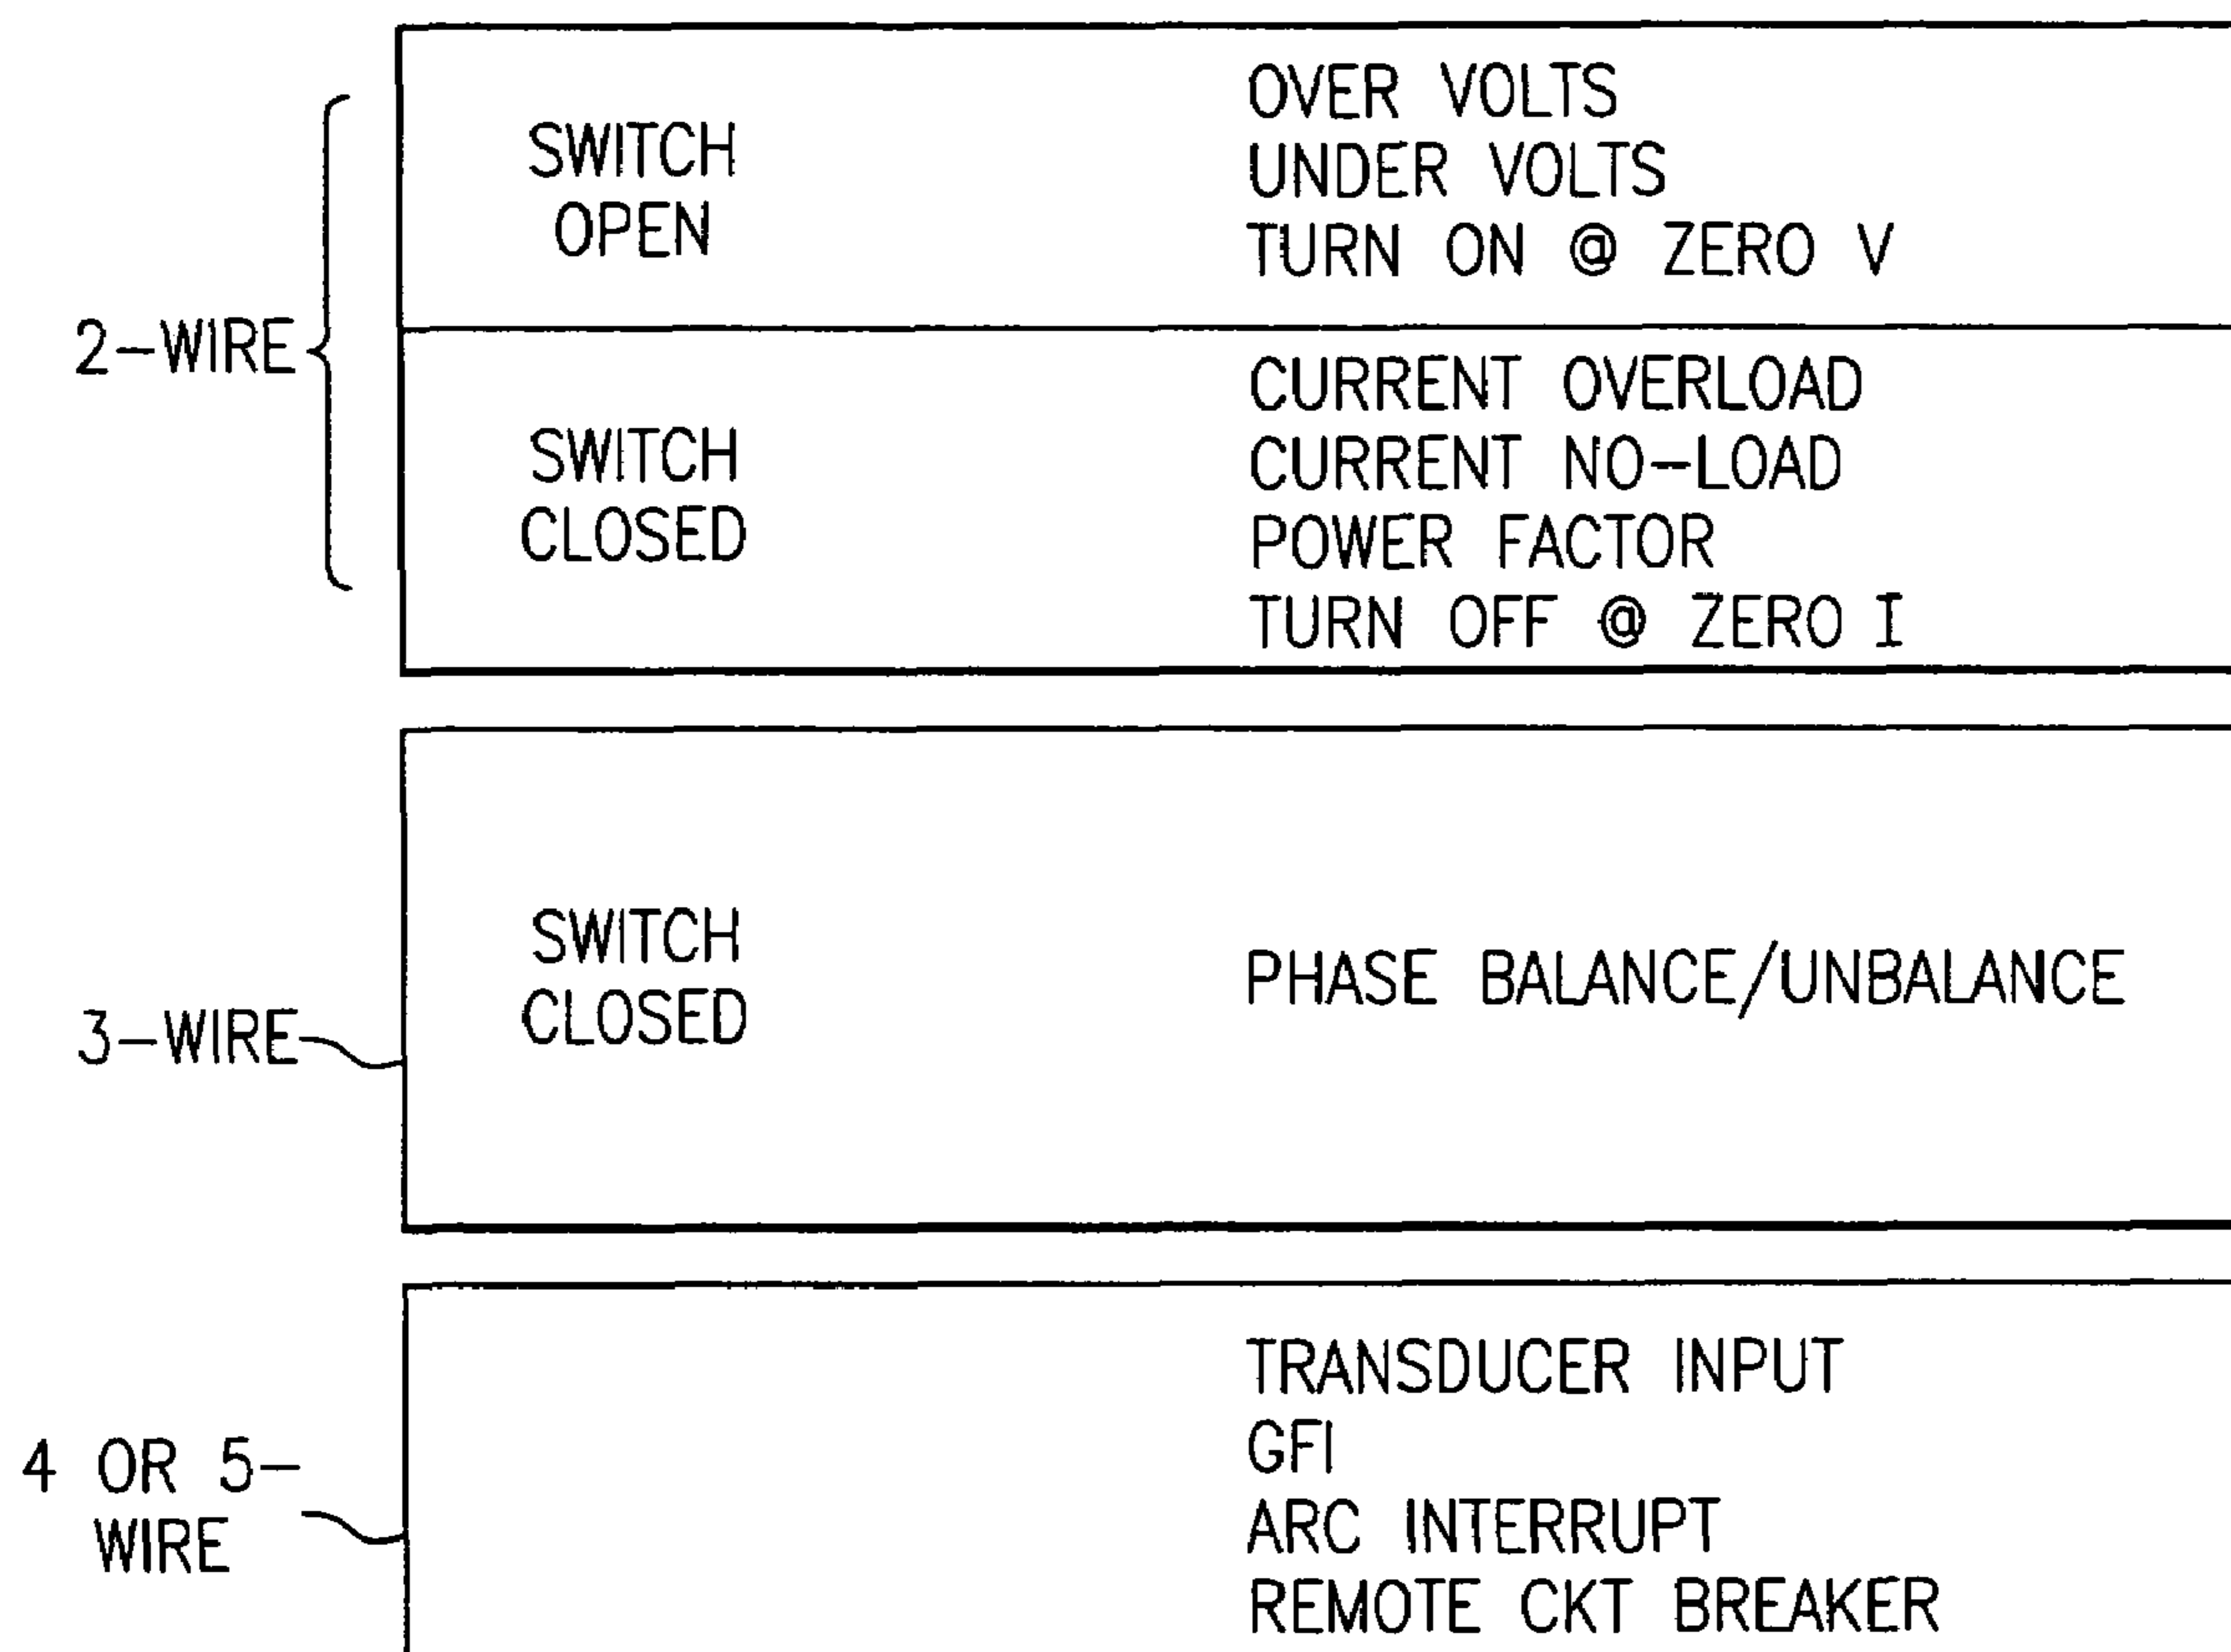 2-WIRE
SWITCH
OPEN
OVER VOLTS
UNDER VOLTS
TURN ON @ ZERO V
SWITCH
CLOSED
CURRENT OVERLOAD
CURRENT NO-LOAD
POWER FACTOR
TURN OFF @ ZERO I
3-WIRE
SWITCH
CLOSED
PHASE BALANCE/UNBALANCE
4 OR 5-
WIRE
TRANSDUCER INPUT
GFI
ARC INTERRUPT
REMOTE CKT BREAKER